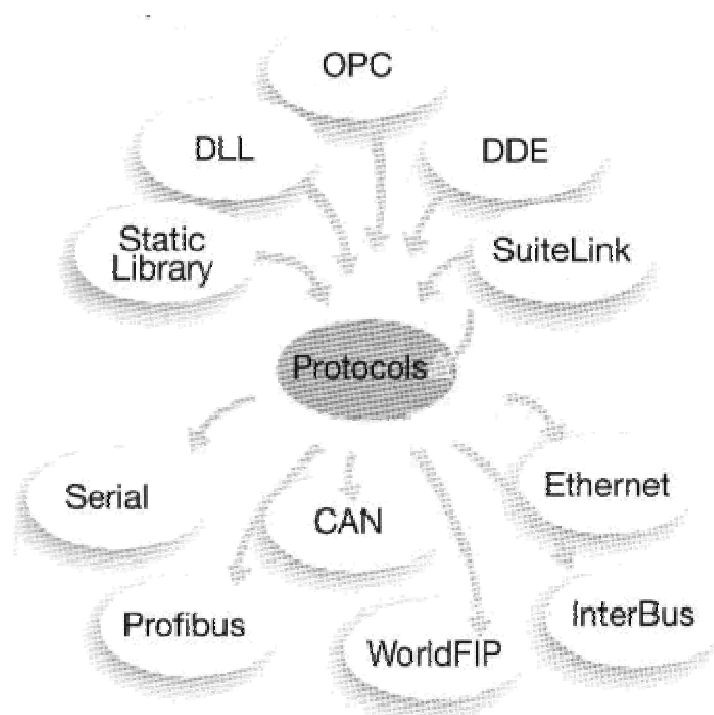 OPC
DLL
DDE
Static
Library
SuiteLink
Protocols
Serial
CAN
Ethernet
Profibus
WorldFIP
InterBus